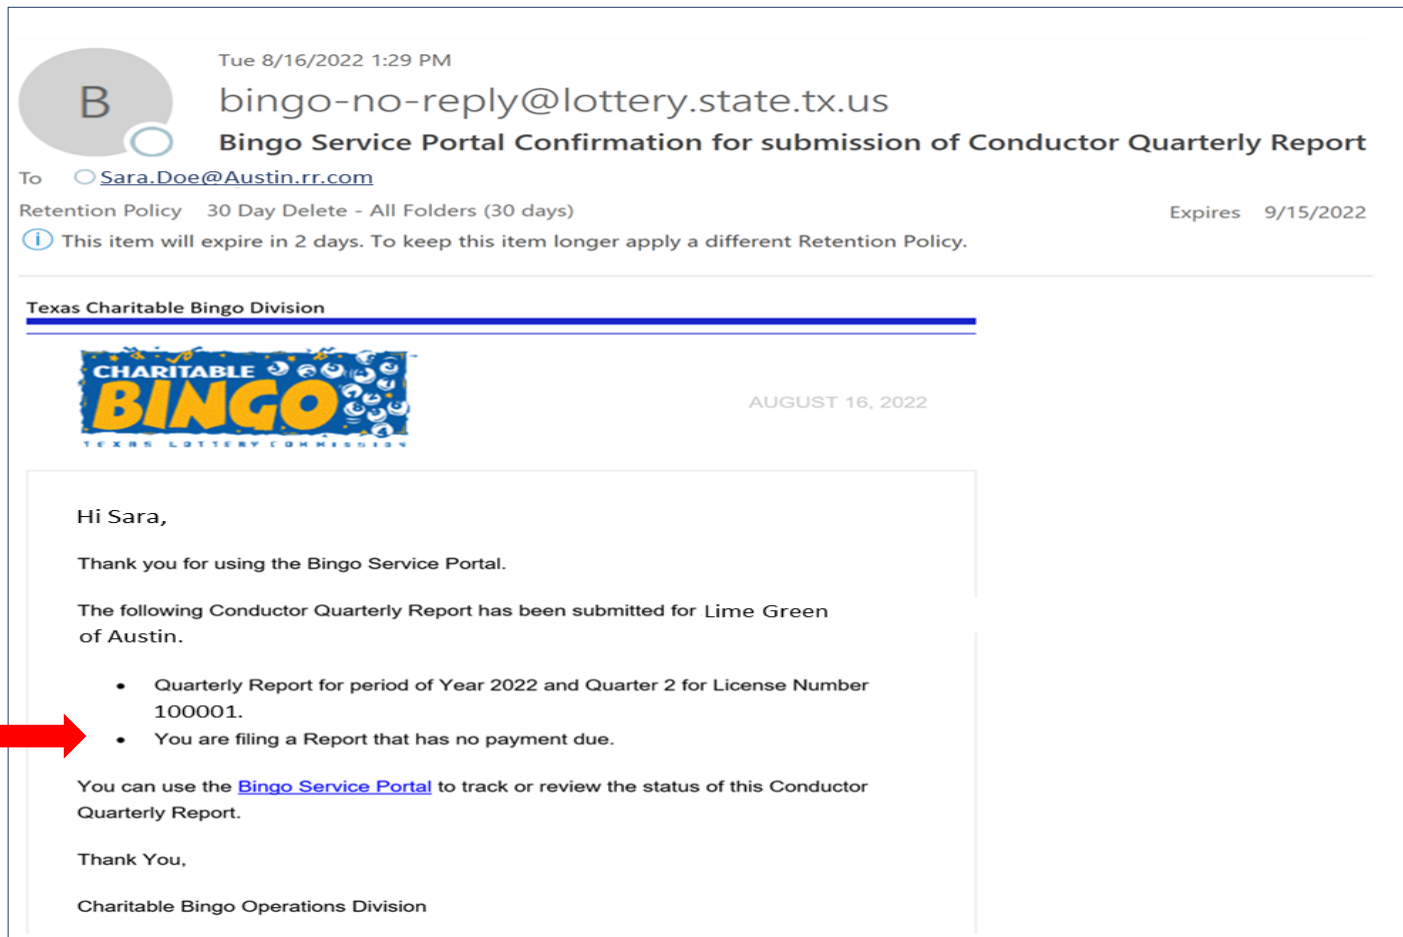 Tue 8/16/2022 1:29 PM
B
bingo-no-reply@lottery.state.tx.us
Bingo Service Portal Confirmation for submission of Conductor Quarterly Report
To Sara.Doe@Austin.rr.com
Retention Policy 30 Day Delete - All Folders (30 days) Expires 9/15/2022
This item will expire in 2 days. To keep this item longer apply a different Retention Policy.
Texas Charitable Bingo Division
CHARITABLE
BINGO
TEXAS LOTTERY COMMISSION
AUGUST 16, 2022
Hi Sara,
Thank you for using the Bingo Service Portal.
The following Conductor Quarterly Report has been submitted for Lime Green
of Austin.
• Quarterly Report for period of Year 2022 and Quarter 2 for License Number
100001.
• You are filing a Report that has no payment due.
You can use the Bingo Service Portal to track or review the status of this Conductor
Quarterly Report.
Thank You,
Charitable Bingo Operations Division